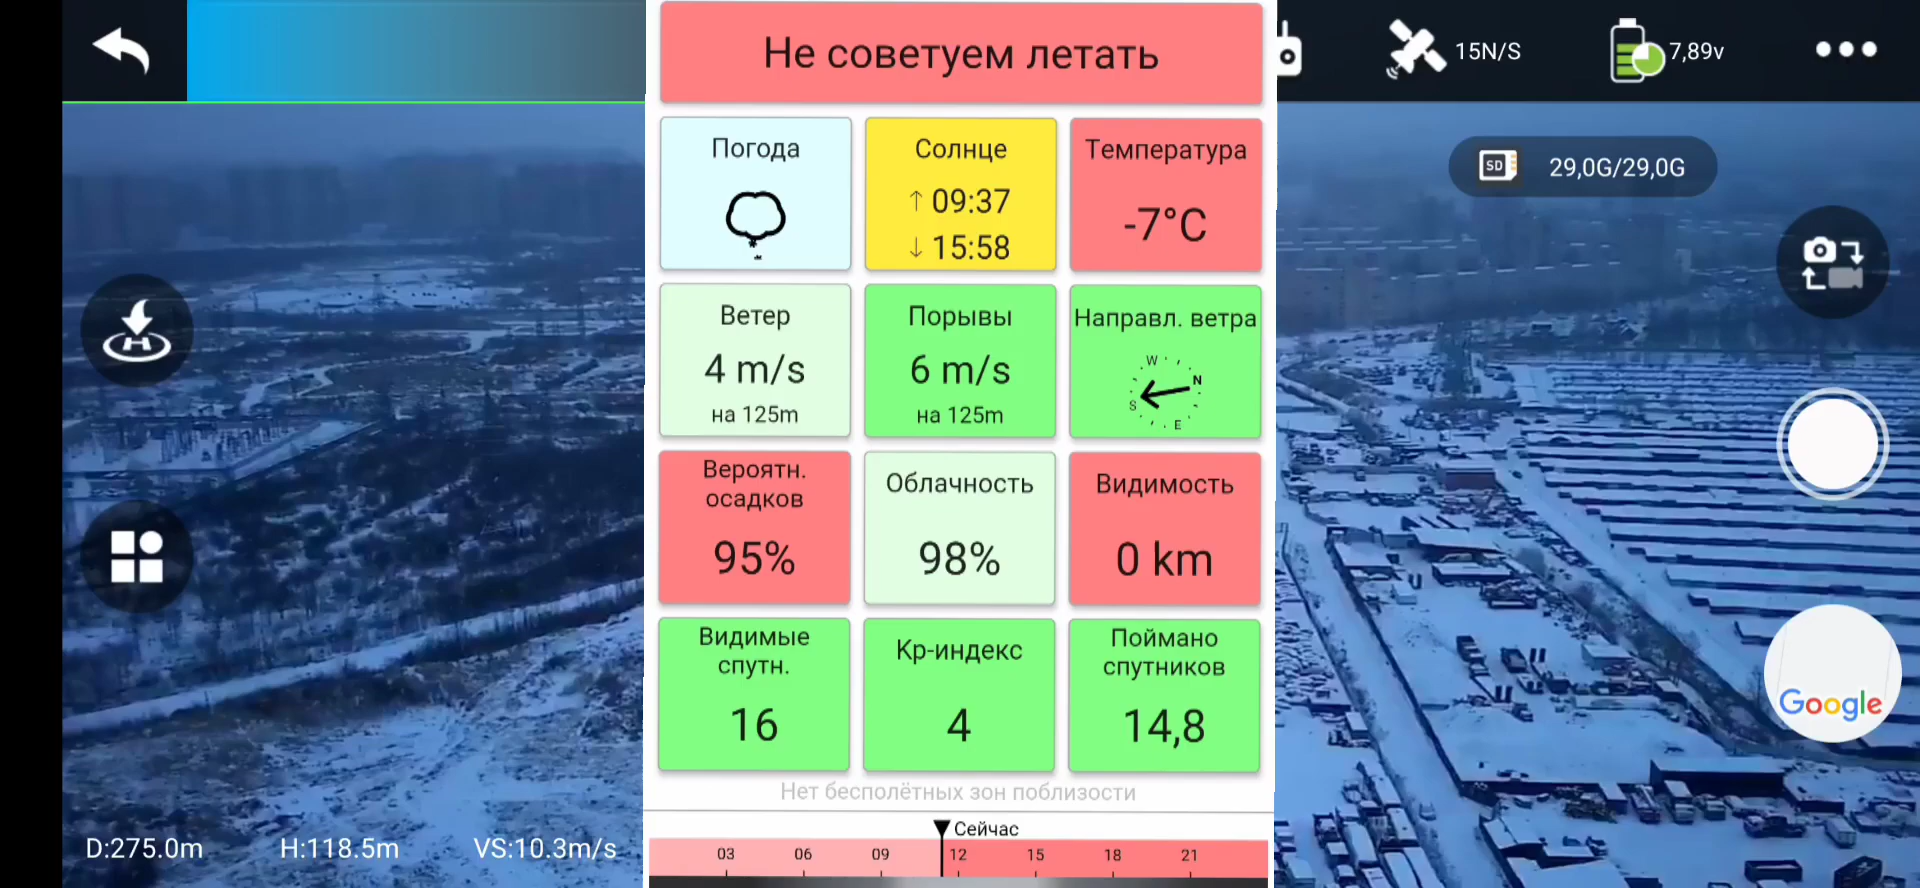 Не советуем летать
15N/S
7,89v
SD
29,0G/29,0G
Погода
Солнце
↑ 09:37
↓ 15:58
Температура
-7°C
Ветер
4 m/s
на 125m
Порывы
6 m/s
на 125m
Направл. ветра
W
N
S
E
Вероятн.
осадков
95%
Облачность
98%
Видимость
0 km
Видимые
спутн.
16
Kp-индекс
4
Поймано
спутников
14,8
Google
Нет бесполётных зон поблизости
Сейчас
03 06 09 12 15 18 21
D:275.0m H:118.5m VS:10.3m/s
H